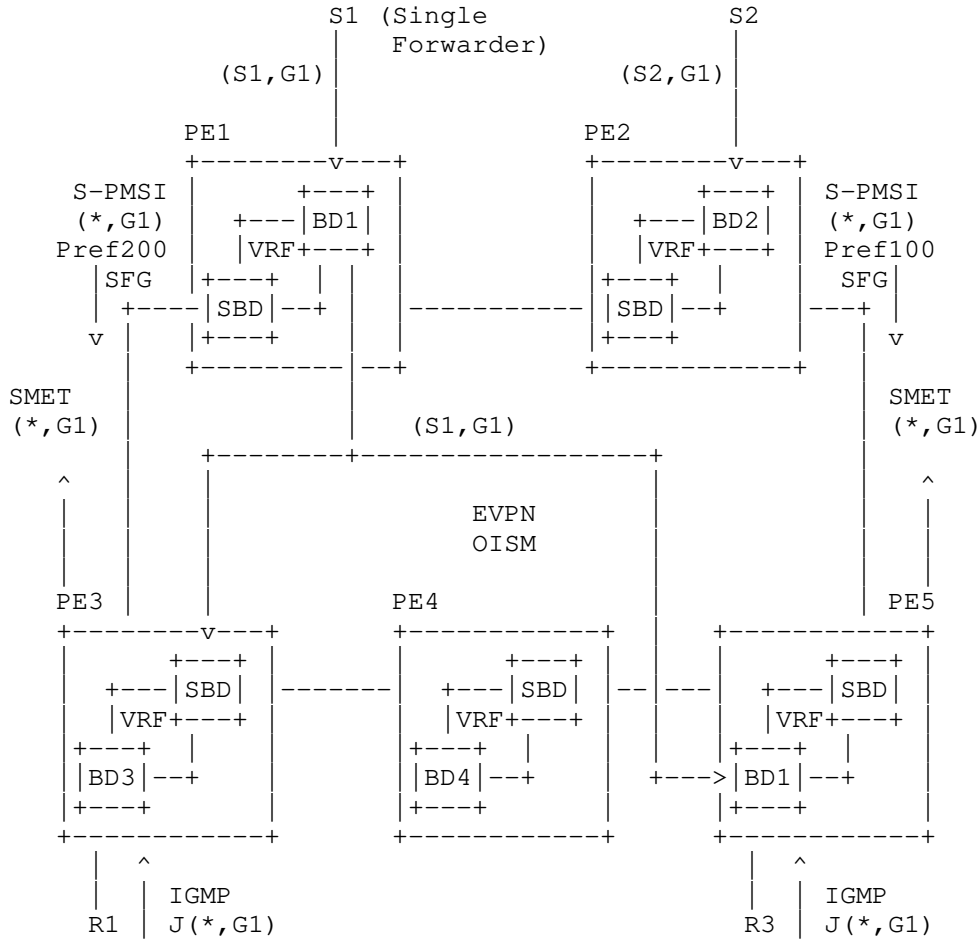 S1 (Single S2
Forwarder)
(S1,G1) (S2,G1)
PE1 PE2
S-PMSI S-PMSI
(*,G1) BD1 BD2 (*,G1)
Pref200 VRF VRF Pref100
SFG SFG
SBD SBD
v v
SMET SMET
(*,G1) (S1,G1) (*,G1)
EVPN
OISM
PE3 PE4 PE5
SBD SBD SBD
VRF VRF VRF
BD3 BD4 BD1
IGMP IGMP
R1 J(*,G1) R3 J(*,G1)